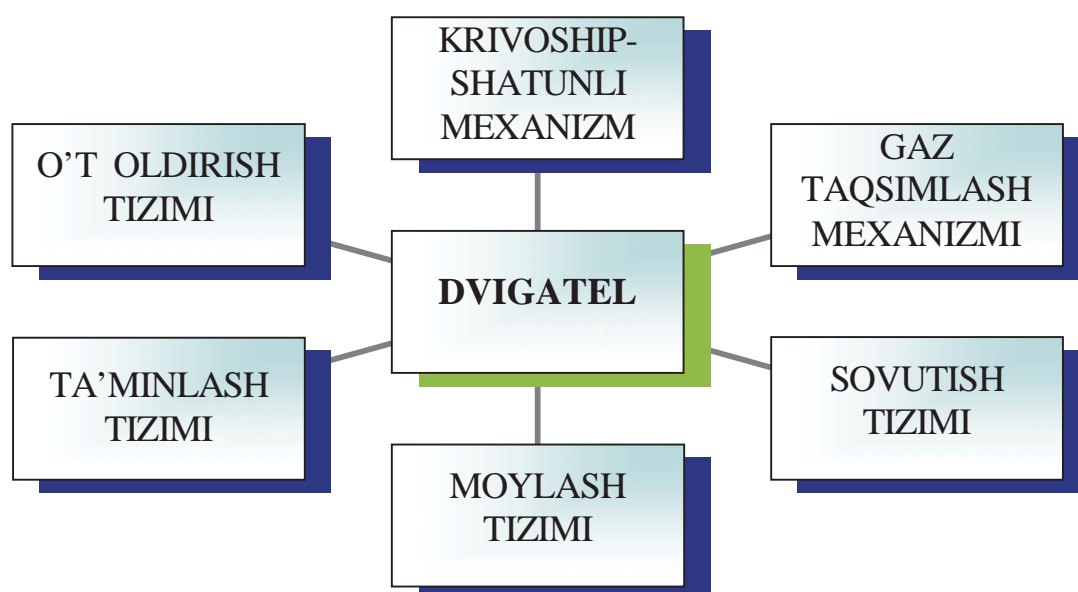 KRIVOSHIP-
SHATUNLI
MEXANIZM
O’T OLDIRISH
TIZIMI
GAZ
TAQSIMLASH
MEXANIZMI
DVIGATEL
TA’MINLASH
TIZIMI
SOVUTISH
TIZIMI
MOYLASH
TIZIMI